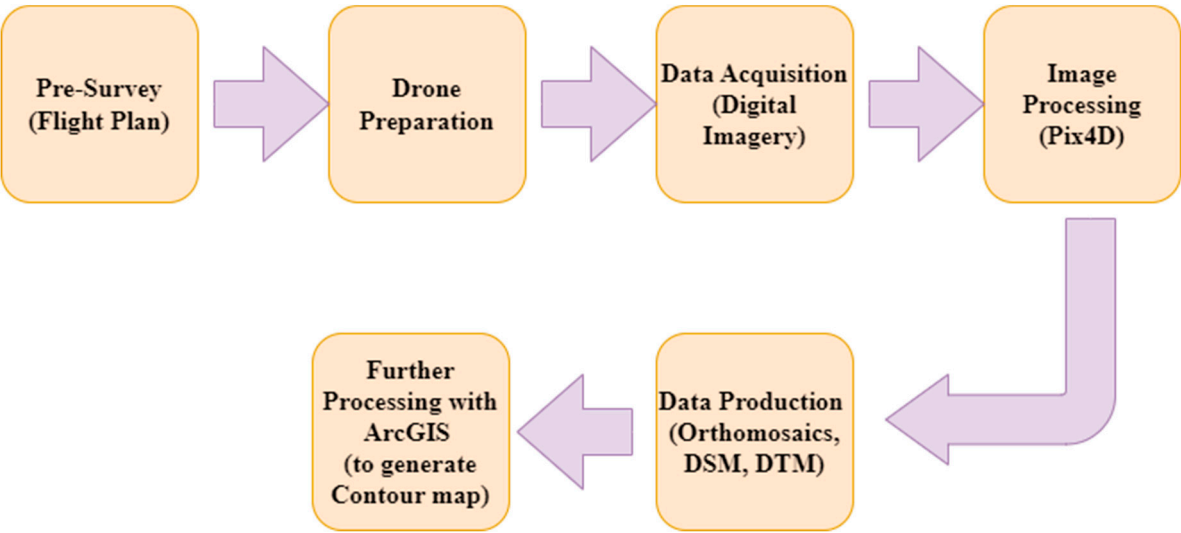 Pre-Survey
(Flight Plan)
Drone
Preparation
Data Acquisition
(Digital
Imagery)
Image
Processing
(Pix4D)
Data Production
(Orthomosaics,
DSM, DTM)
Further
Processing with
ArcGIS
(to generate
Contour map)